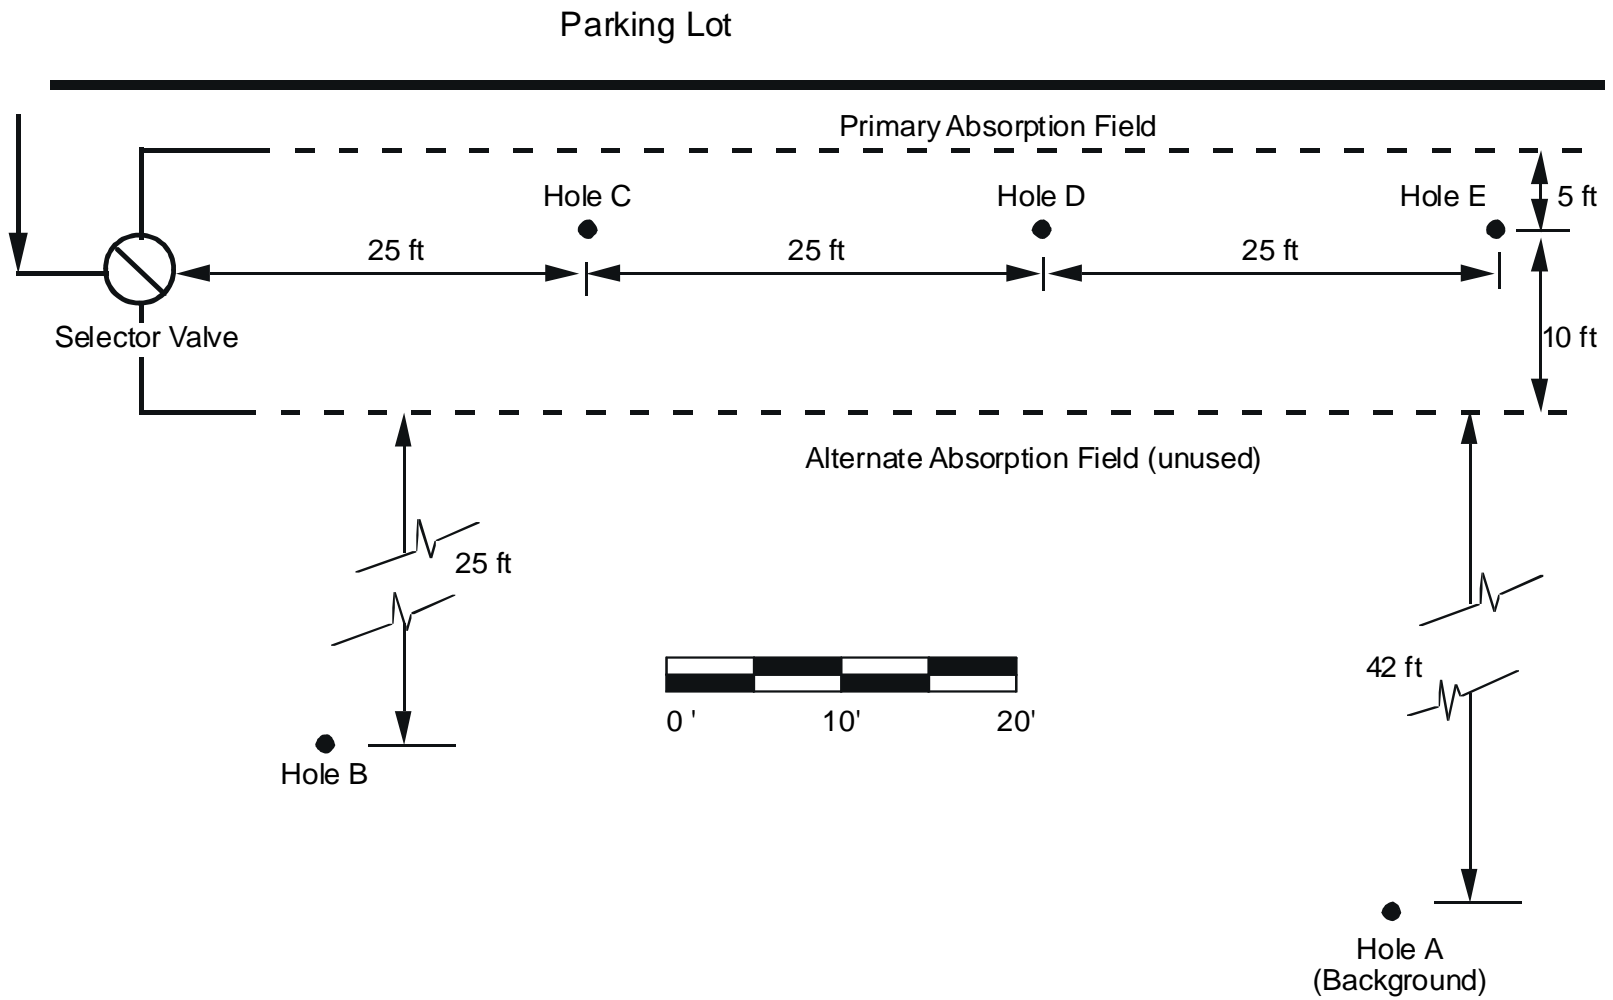 Parking Lot
Primary Absorption Field
Hole C
Hole D
Hole E
5 ft
25 ft
25 ft
25 ft
Selector Valve
10 ft
Alternate Absorption Field (unused)
25 ft
42 ft
0 '
10'
20'
Hole B
Hole A
(Background)